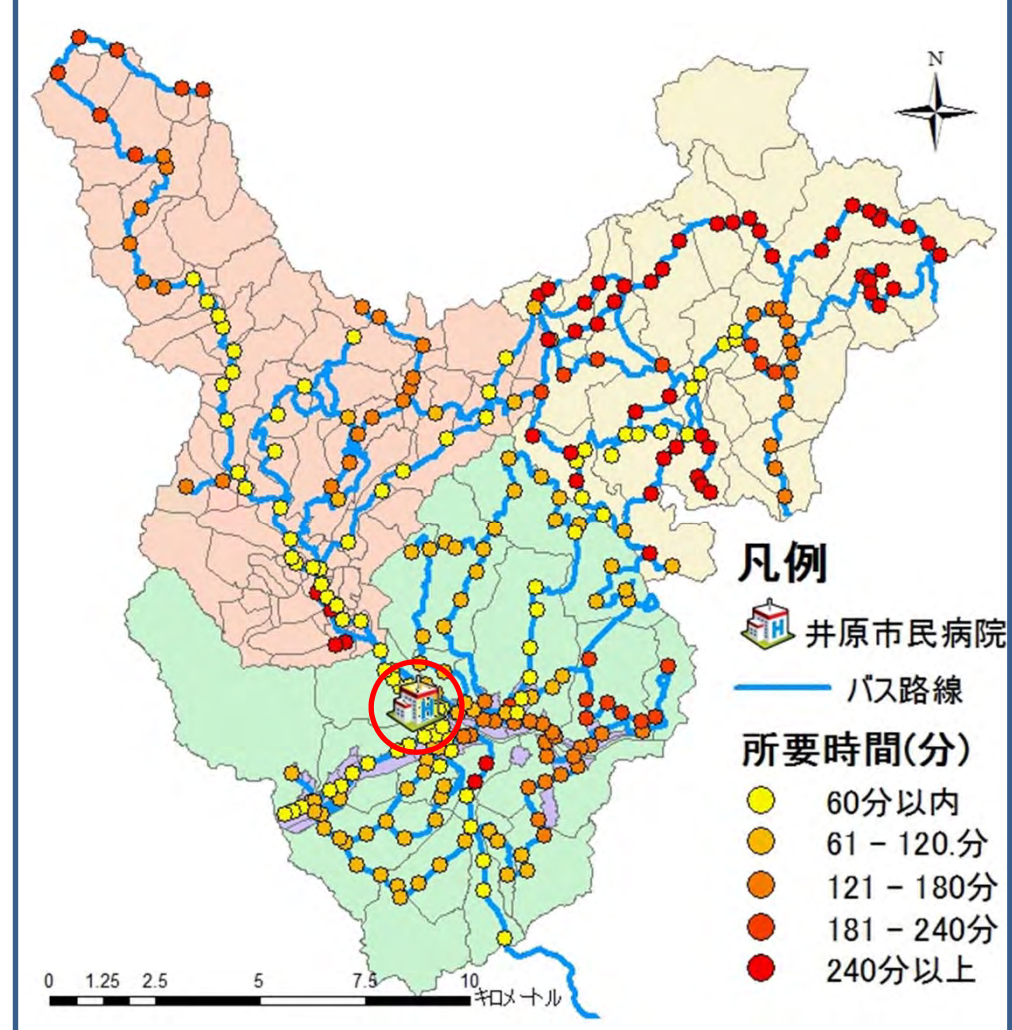 N
凡例
井原市民病院
バス路線
所要時間(分)
60分以内
61 - 120.分
121 - 180分
181 - 240分
240分以上
0 1.25 2.5 5 7.5 10 キロメートル